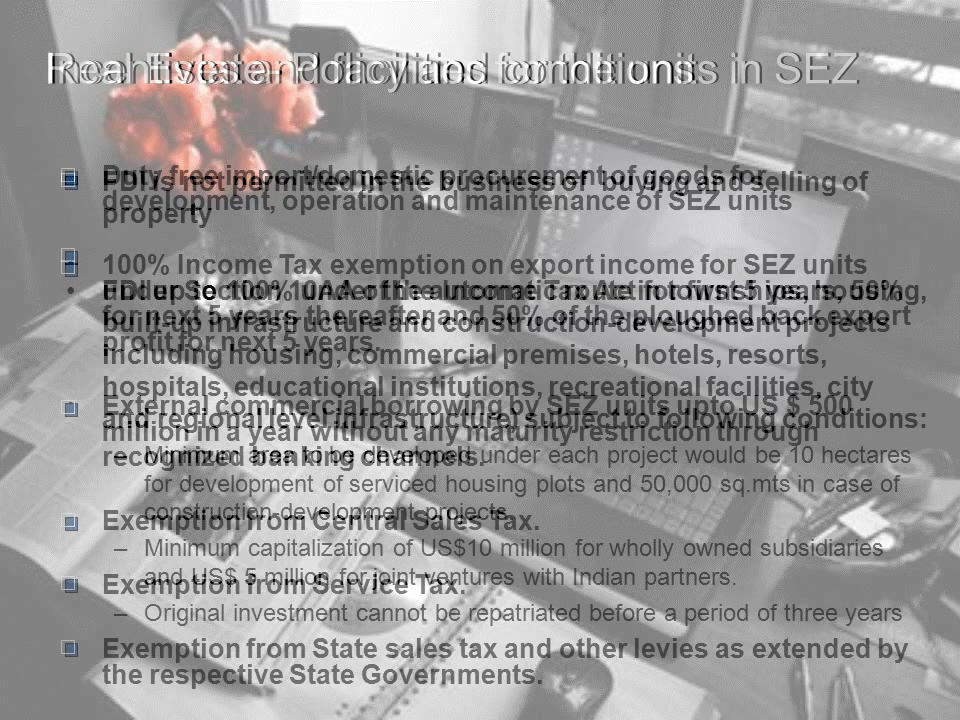 Real Estate- Policy and conditions
Incentives and facilities for the units in SEZ
FDI is not permitted in the business of buying and selling of
property
FDI up to 100% under the automatic route in townships, housing,
built-up infrastructure and construction-development projects
including housing, commercial premises, hotels, resorts,
hospitals, educational institutions, recreational facilities, city
and regional level infrastructure, subject to following conditions:
– Minimum area to be developed under each project would be 10 hectares
for development of serviced housing plots and 50,000 sq.mts in case of
construction-development projects
– Minimum capitalization of US$10 million for wholly owned subsidiaries
and US$ 5 million for joint ventures with Indian partners.
– Original investment cannot be repatriated before a period of three years
Duty free import/domestic procurement of goods for
development, operation and maintenance of SEZ units
100% Income Tax exemption on export income for SEZ units
under Section 10AA of the Income Tax Act for first 5 years, 50%
for next 5 years thereafter and 50% of the ploughed back export
profit for next 5 years.
External commercial borrowing by SEZ units upto US $ 500
million in a year without any maturity restriction through
recognized banking channels.
Exemption from Central Sales Tax.
Exemption from Service Tax.
Exemption from State sales tax and other levies as extended by
the respective State Governments.